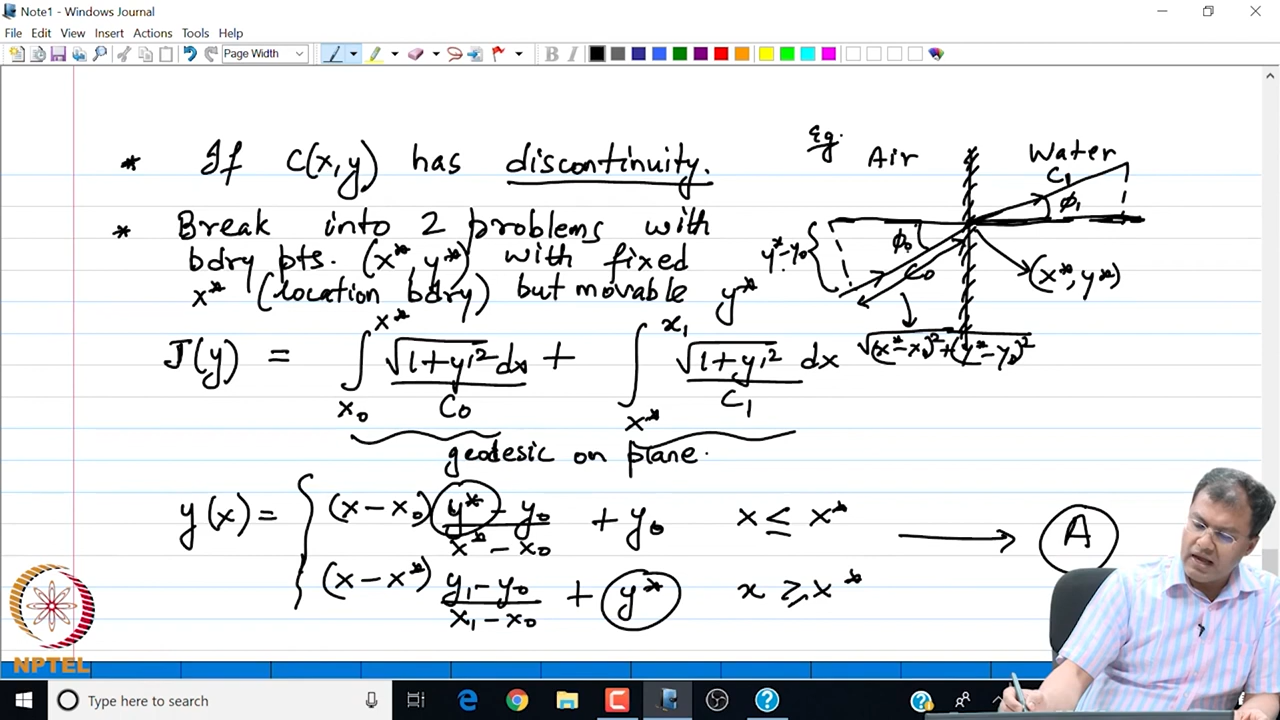 Note1 - Windows Journal
File Edit View Insert Actions Tools Help
Page Width
B I
* If C(x,y) has discontinuity.
* Break into 2 problems with
bdry pts. (x*, y*) with fixed
x* (location bdry) but movable y*
J(y) = ∫_{x₀}^{x*} √(1+y'²) dx / C₀ + ∫_{x*}^{x₁} √(1+y'²) / C₁ dx
geodesic on plane.
y(x) = { (x-x₀) (y* - y₀)/(x* - x₀) + y₀ x ≤ x* → A
(x-x*) (y₁-y₀)/(x₁-x₀) + y* x ≥ x*
Eg.
Air Water
C₁
φ₁
y*-y₀ φ₀
C₀ (x*, y*)
√(x*-x₀)²+(y*-y₀)²
NPTEL
Type here to search